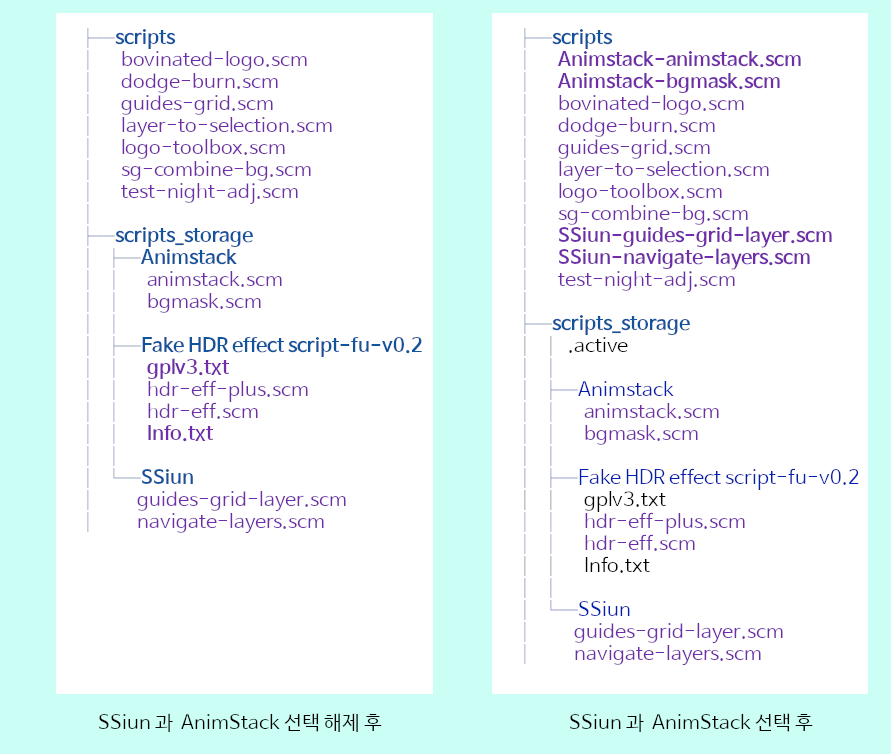 scripts
bovinated-logo.scm
dodge-burn.scm
guides-grid.scm
layer-to-selection.scm
logo-toolbox.scm
sg-combine-bg.scm
test-night-adj.scm
scripts_storage
Animstack
animstack.scm
bgmask.scm
Fake HDR effect script-fu-v0.2
gplv3.txt
hdr-eff-plus.scm
hdr-eff.scm
Info.txt
SSiun
guides-grid-layer.scm
navigate-layers.scm
SSiun 과 AnimStack 선택 해제 후
scripts
Animstack-animstack.scm
Animstack-bgmask.scm
bovinated-logo.scm
dodge-burn.scm
guides-grid.scm
layer-to-selection.scm
logo-toolbox.scm
sg-combine-bg.scm
SSiun-guides-grid-layer.scm
SSiun-navigate-layers.scm
test-night-adj.scm
scripts_storage
.active
Animstack
animstack.scm
bgmask.scm
Fake HDR effect script-fu-v0.2
gplv3.txt
hdr-eff-plus.scm
hdr-eff.scm
Info.txt
SSiun
guides-grid-layer.scm
navigate-layers.scm
SSiun 과 AnimStack 선택 후